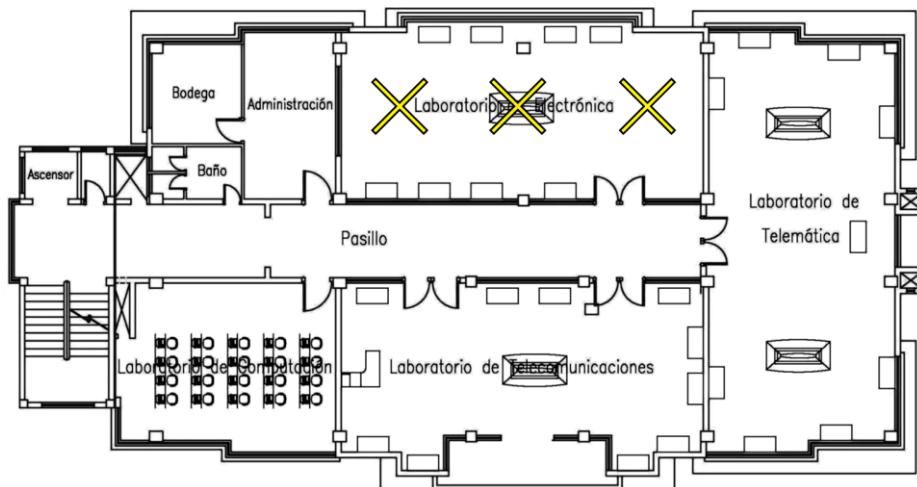 Bodega
Administración
Laboratorio de Electrónica
Ascensor
Baño
Laboratorio de
Telemática
Pasillo
Laboratorio de Computación
Laboratorio de Telecomunicaciones